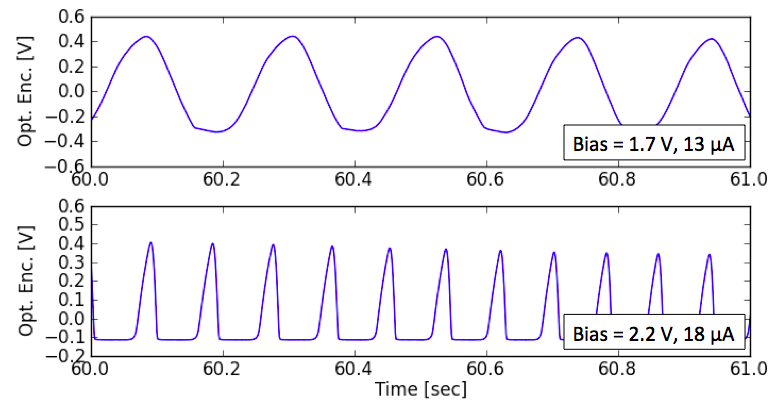 Opt. Enc. [V]
0.6
0.4
0.2
0.0
−0.2
−0.4
−0.6
Bias = 1.7 V, 13 µA
60.0 60.2 60.4 60.6 60.8 61.0
Opt. Enc. [V]
0.6
0.5
0.4
0.3
0.2
0.1
0.0
−0.1
−0.2
Bias = 2.2 V, 18 µA
60.0 60.2 60.4 60.6 60.8 61.0
Time [sec]